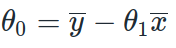 θ₀ = y̅ − θ₁x̅